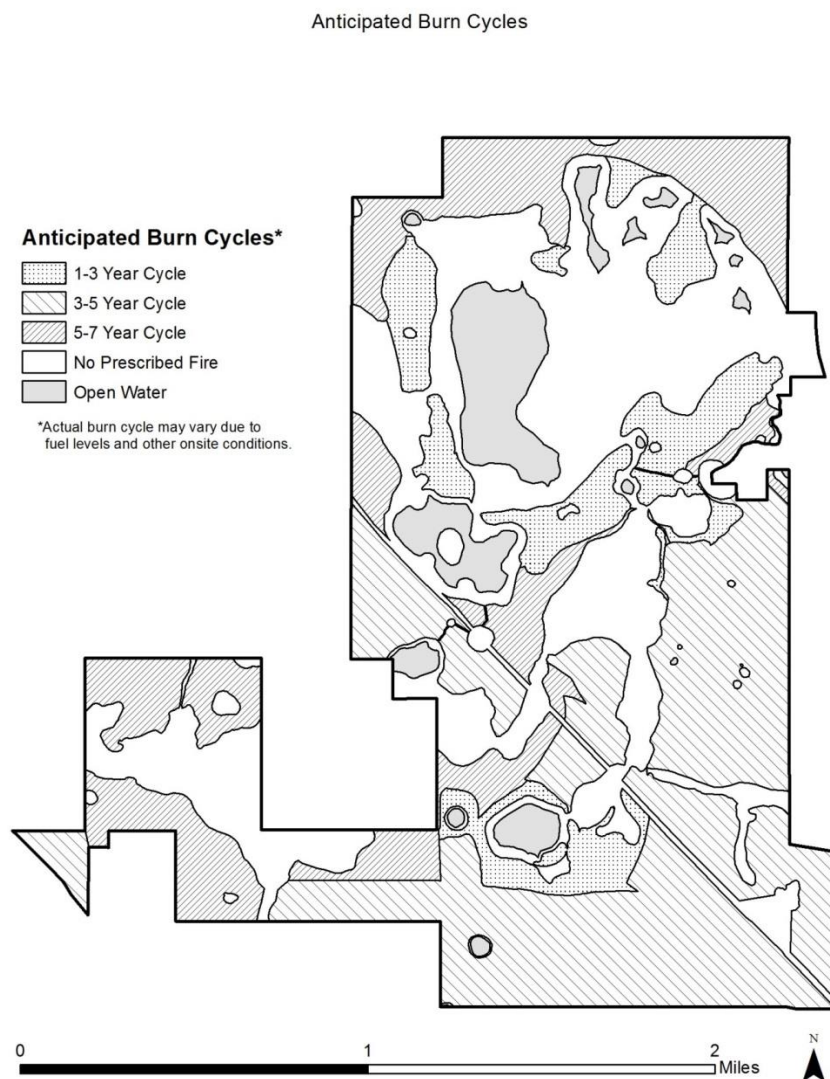 Anticipated Burn Cycles
Anticipated Burn Cycles*
1-3 Year Cycle
3-5 Year Cycle
5-7 Year Cycle
No Prescribed Fire
Open Water
*Actual burn cycle may vary due to
fuel levels and other onsite conditions.
N
0 1 2
Miles